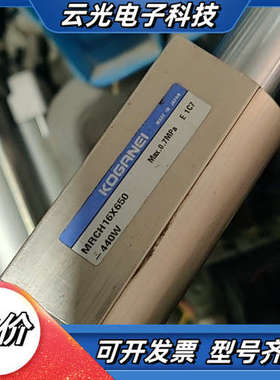 云光电子科技
KOGANEI
MADE IN JAPAN
MRCH16X650
Max.0.7MPa
E 1C7
-440W
价
可开发票 型号齐